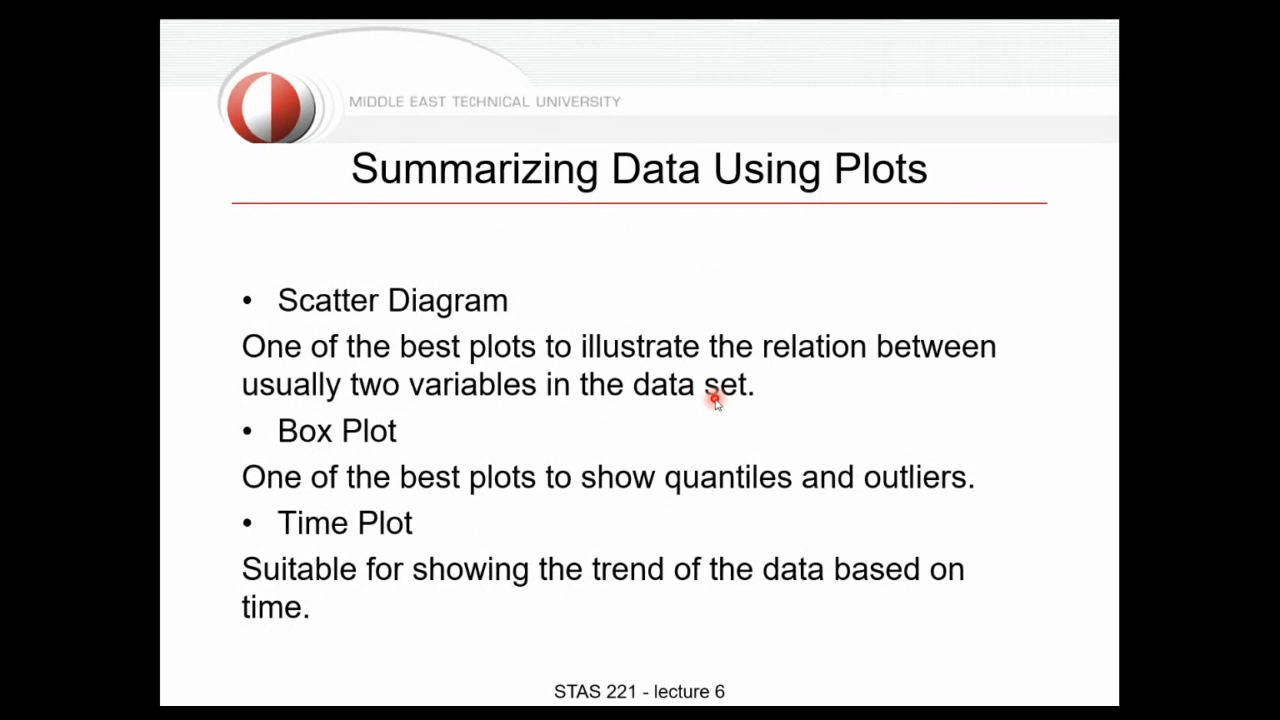 MIDDLE EAST TECHNICAL UNIVERSITY
Summarizing Data Using Plots
• Scatter Diagram
One of the best plots to illustrate the relation between
usually two variables in the data set.
• Box Plot
One of the best plots to show quantiles and outliers.
• Time Plot
Suitable for showing the trend of the data based on
time.
STAS 221 - lecture 6